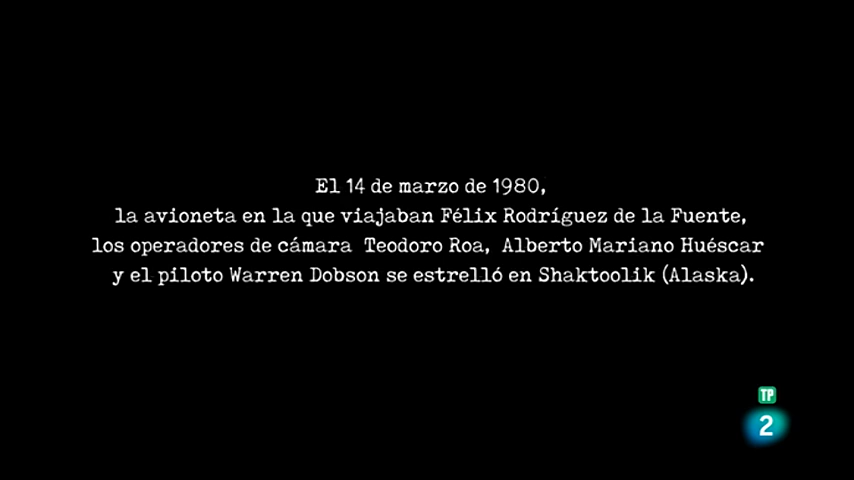 El 14 de marzo de 1980,
la avioneta en la que viajaban Félix Rodríguez de la Fuente,
los operadores de cámara Teodoro Roa, Alberto Mariano Huéscar
y el piloto Warren Dobson se estrelló en Shaktoolik (Alaska).
TP
2